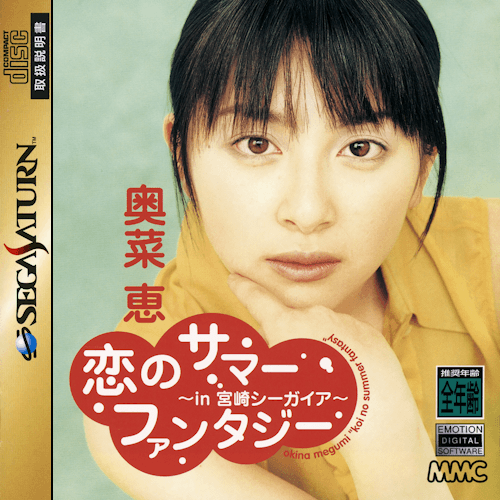 COMPACT
disc
取扱説明書
SEGA SATURN™
奥菜
恵
恋のサマー
～in 宮崎シーガイア～
ファンタジー
okina megumi "koi no summer fantasy"
推奨年齢
全年齢
EMOTION
DIGITAL
SOFTWARE
MMC